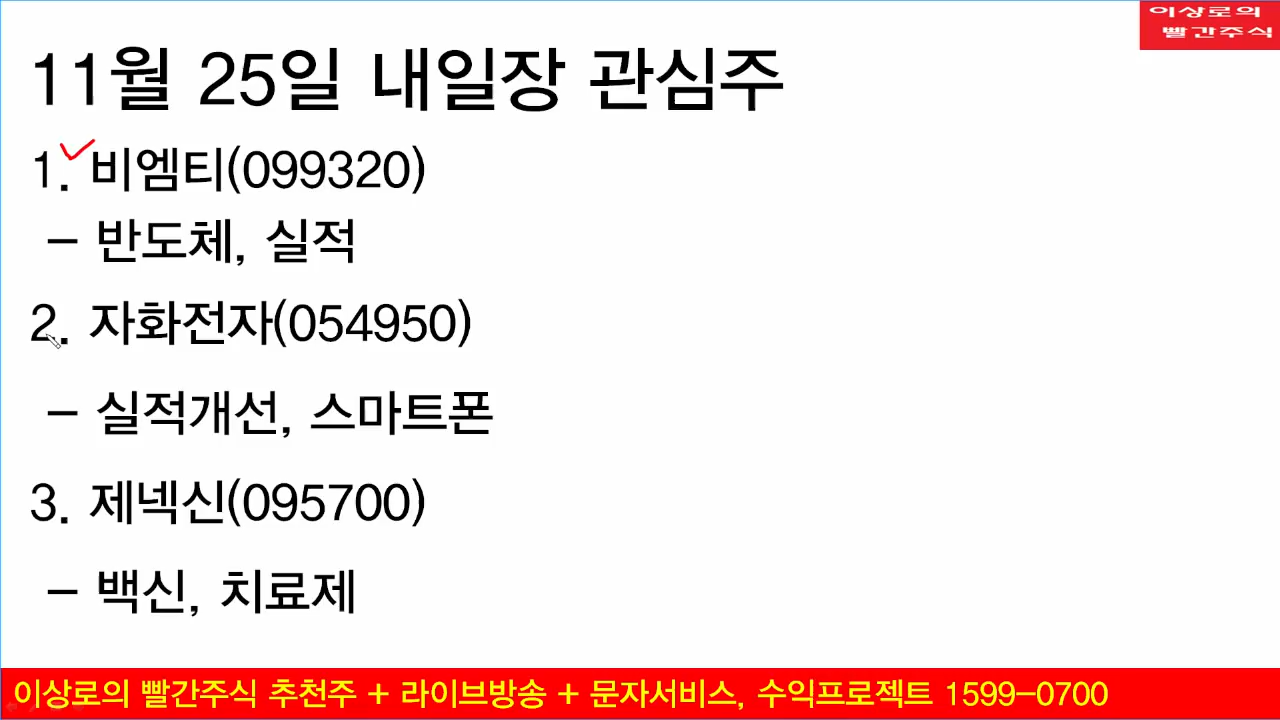 이상로의
빨간주식
11월 25일 내일장 관심주
1. 비엠티(099320)
- 반도체, 실적
2. 자화전자(054950)
- 실적개선, 스마트폰
3. 제넥신(095700)
- 백신, 치료제
이상로의 빨간주식 추천주 + 라이브방송 + 문자서비스, 수익프로젝트 1599-0700